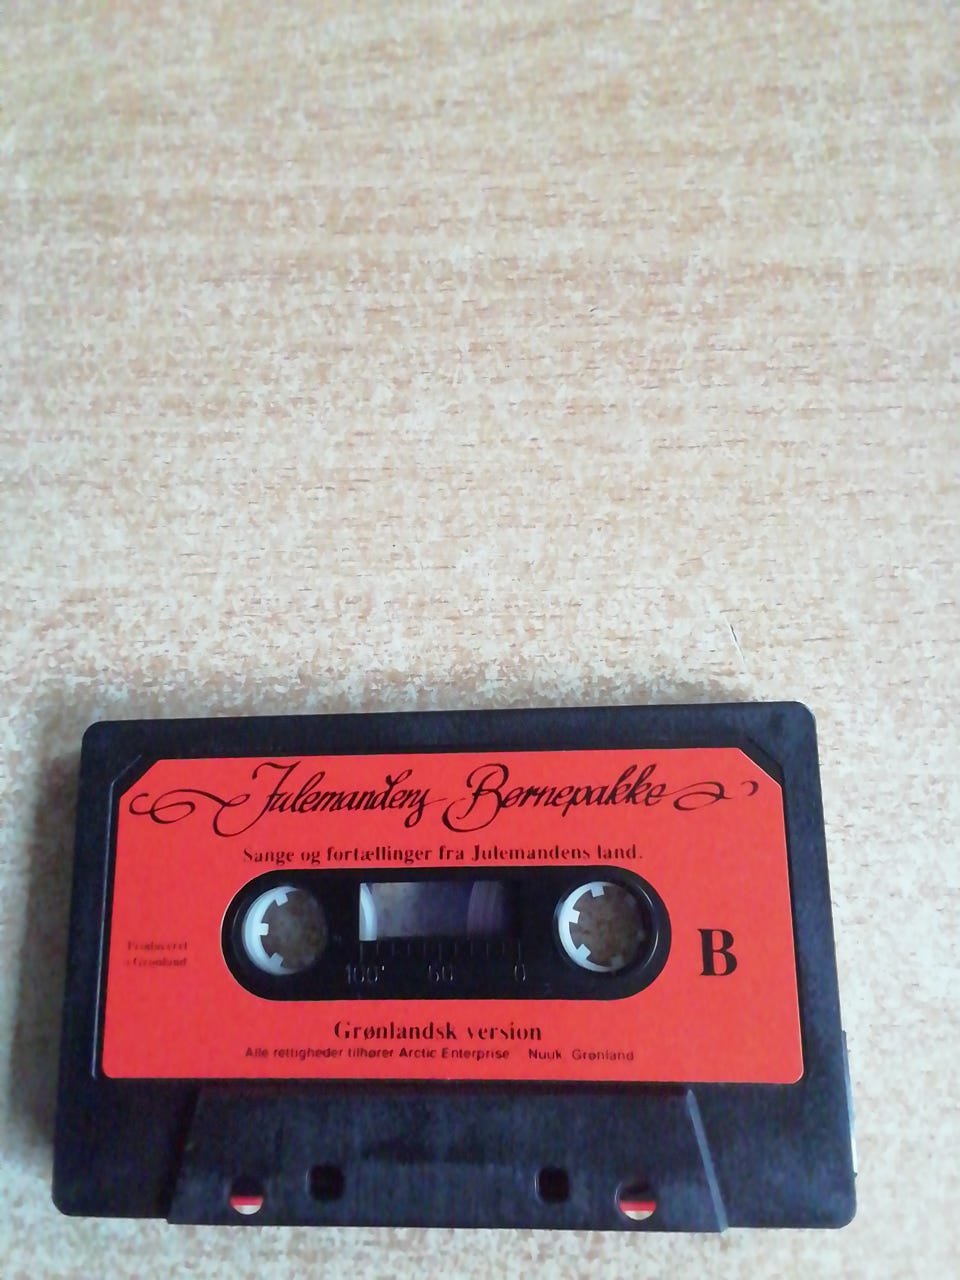 Julemandens Børnepakke
Sange og fortællinger fra Julemandens land.
Produceret
i Grønland
B
100 50 0
Grønlandsk version
Alle rettigheder tilhører Arctic Enterprise Nuuk Grønland